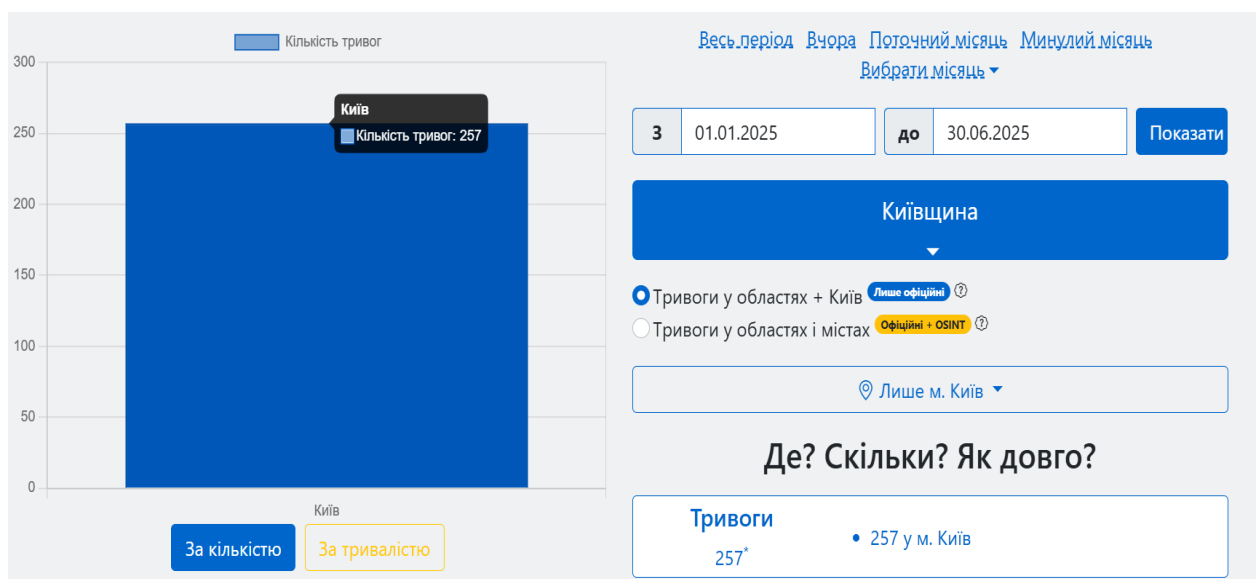 Кількість тривог
300
250
200
150
100
50
0
Київ
Кількість тривог: 257
Київ
За кількістю
За тривалістю
Весь період Вчора Поточний місяць Минулий місяць
Вибрати місяць
З 01.01.2025 до 30.06.2025 Показати
Київщина
Тривоги у областях + Київ Лише офіційні ?
Тривоги у областях і містах Офіційні + OSINT ?
Лише м. Київ
Де? Скільки? Як довго?
Тривоги
257*
• 257 у м. Київ